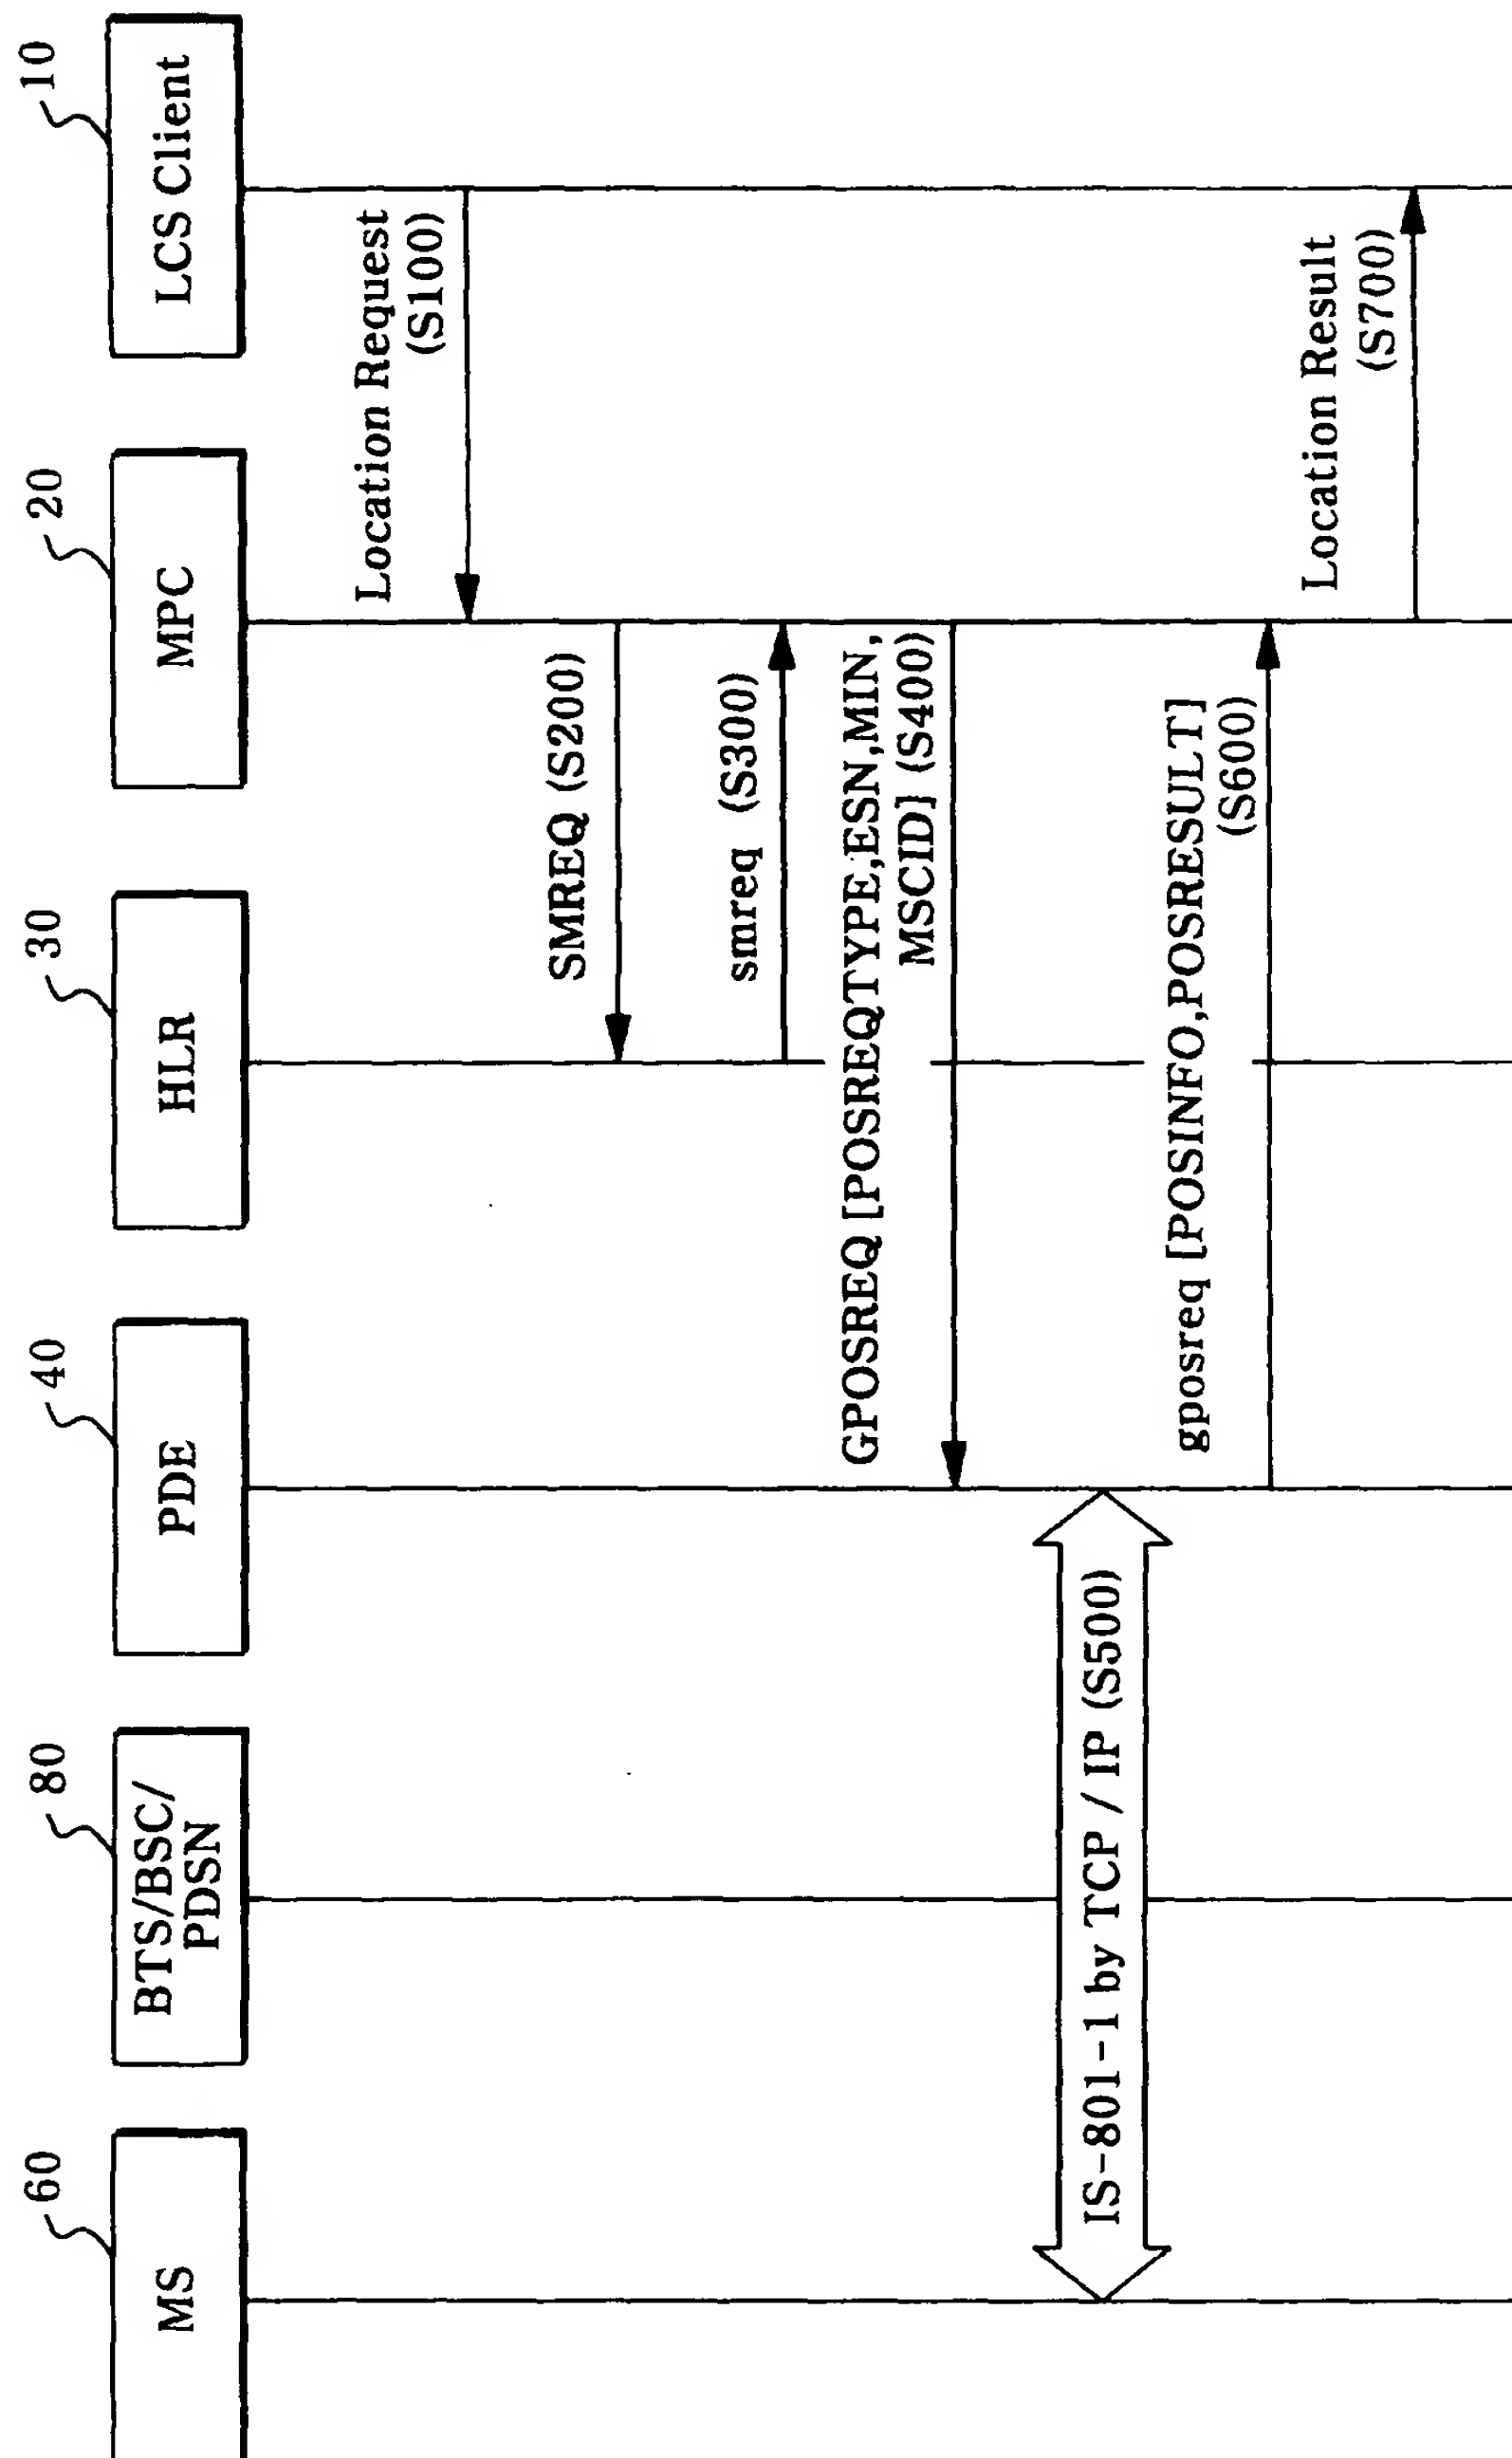 60
80
40
30
20
10
MS
BTS/BSC/
PDSN
PDE
HLR
MPC
LCS Client
Location Request
(S100)
SMREQ (S200)
smreq (S300)
GPOSREQ [POSREQTYPE,ESN,MIN,
MSCID] (S400)
IS-801-1 by TCP / IP (S500)
gposreq [POSINFO,POSRESULT]
(S600)
Location Result
(S700)